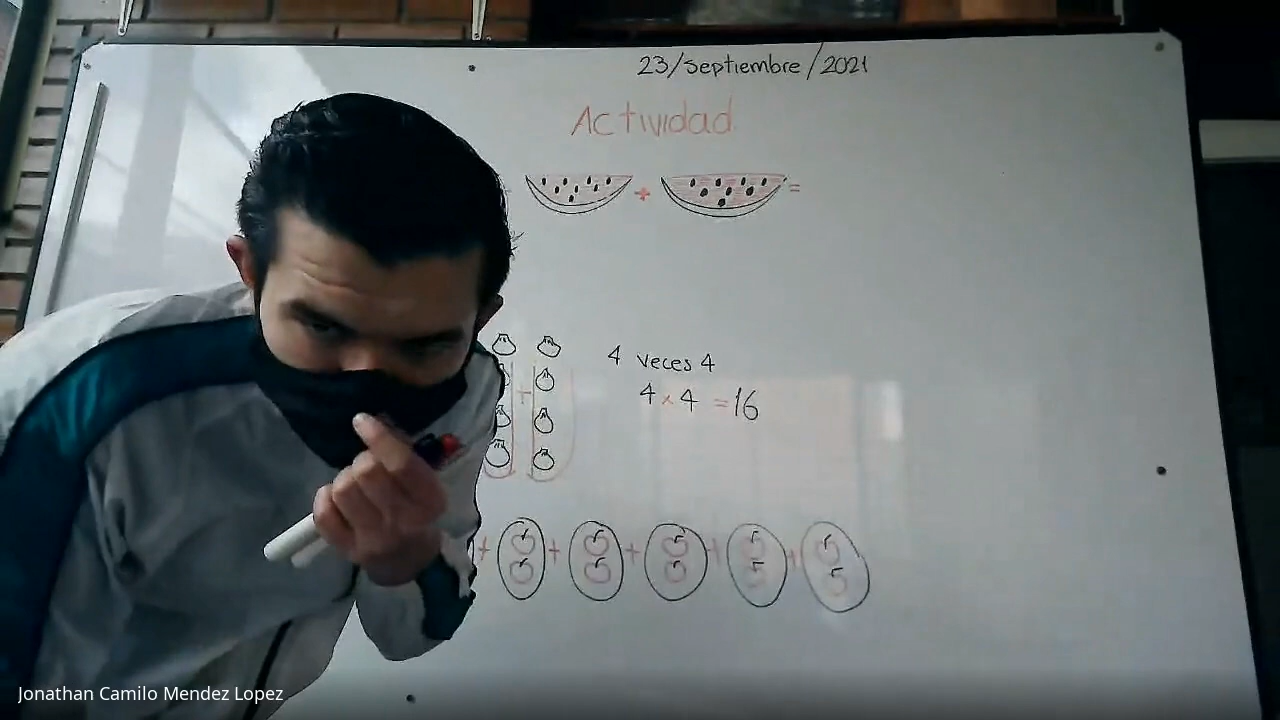 23/Septiembre/2021
Actividad
+ =
4 veces 4
4 x 4 = 16
+ + + + +
Jonathan Camilo Mendez Lopez